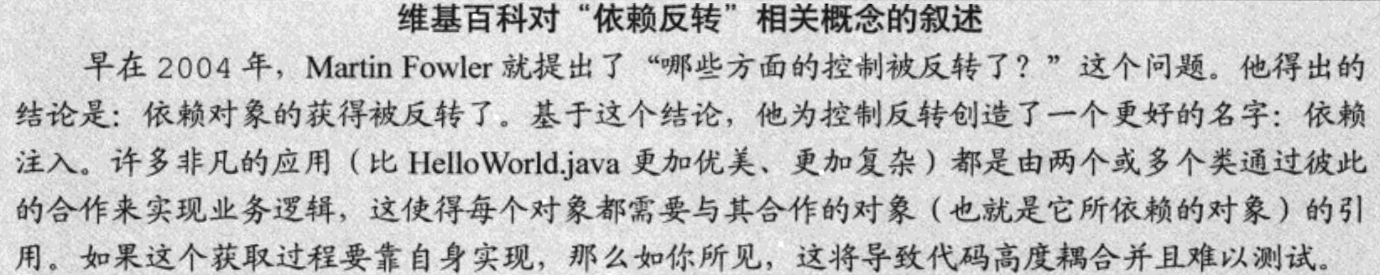 维基百科对“依赖反转”相关概念的叙述
早在 2004 年，Martin Fowler 就提出了“哪些方面的控制被反转了？”这个问题。他得出的
结论是：依赖对象的获得被反转了。基于这个结论，他为控制反转创造了一个更好的名字：依赖
注入。许多非凡的应用（比 HelloWorld.java 更加优美、更加复杂）都是由两个或多个类通过彼此
的合作来实现业务逻辑，这使得每个对象都需要与其合作的对象（也就是它所依赖的对象）的引
用。如果这个获取过程要靠自身实现，那么如你所见，这将导致代码高度耦合并且难以测试。